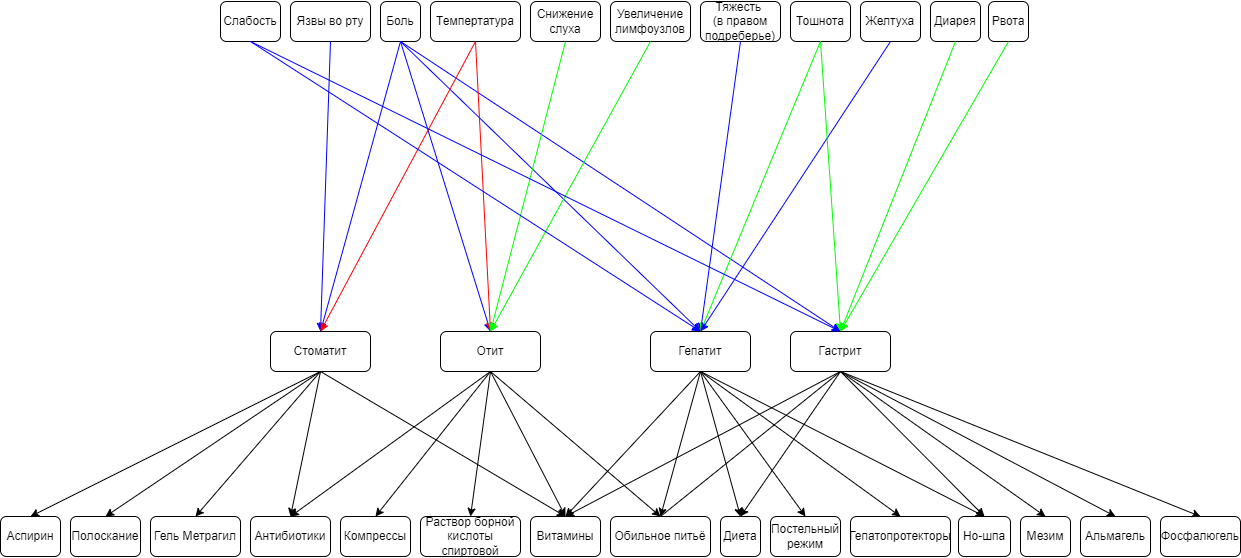 Слабость
Язвы во рту
Боль
Темпертатура
Снижение
слуха
Увеличение
лимфоузлов
Тяжесть
(в правом
подреберье)
Тошнота
Желтуха
Диарея
Рвота
Стоматит
Отит
Гепатит
Гастрит
Аспирин
Полоскание
Гель Метрагил
Антибиотики
Компрессы
Раствор борной
кислоты
спиртовой
Витамины
Обильное питьё
Диета
Постельный
режим
Гепатопротекторы
Но-шпа
Мезим
Альмагель
Фосфалюгель